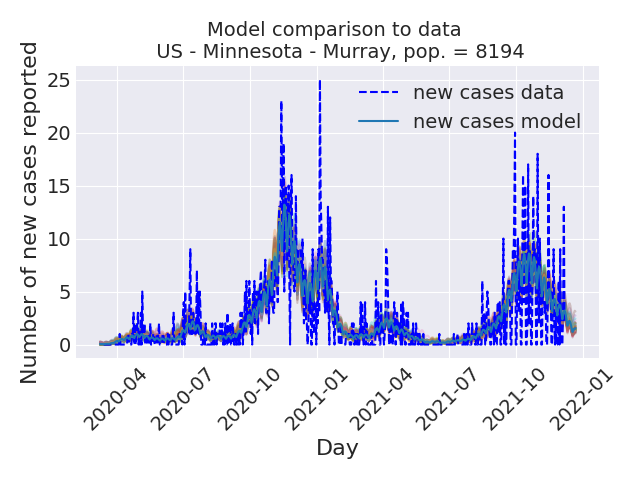 Model comparison to data
US - Minnesota - Murray, pop. = 8194
Number of new cases reported
25
20
15
10
5
0
new cases data
new cases model
2020-04
2020-07
2020-10
2021-01
2021-04
2021-07
2021-10
2022-01
Day